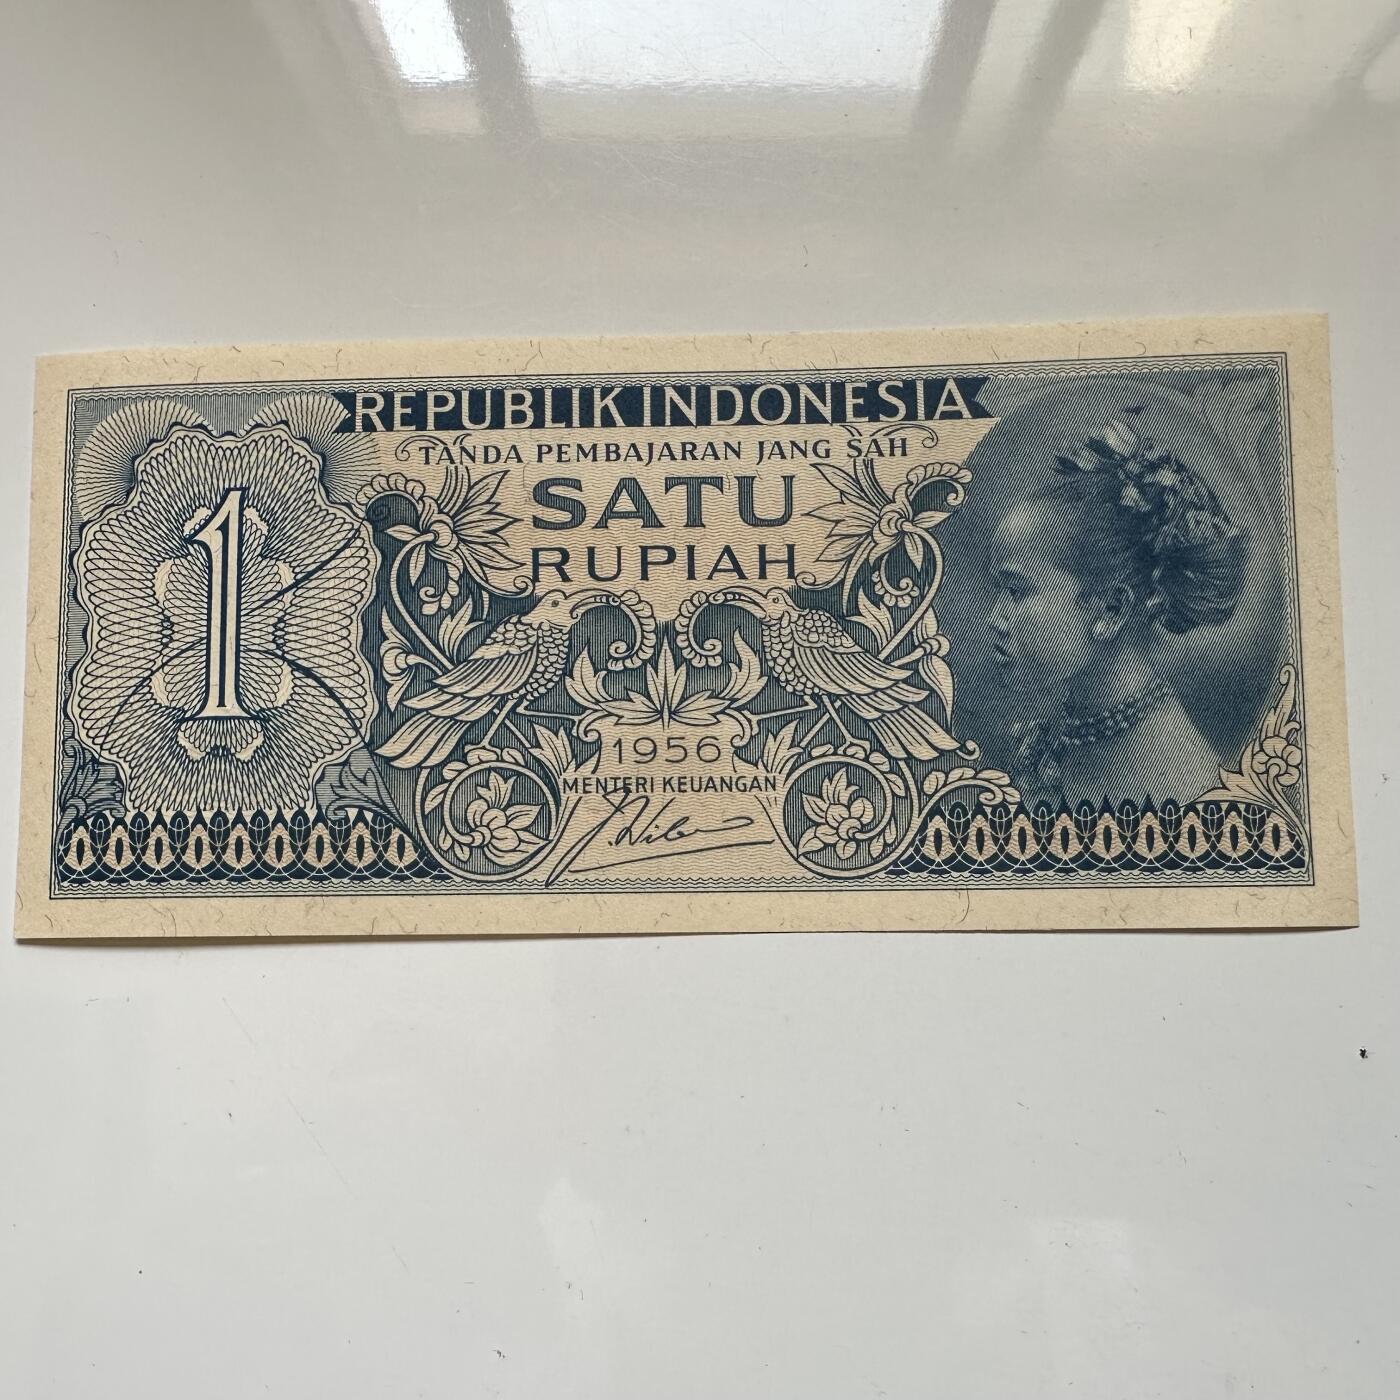 REPUBLIK INDONESIA
TANDA PEMBAJARAN JANG SAH
SATU
RUPIAH
1
1956
MENTERI KEUANGAN